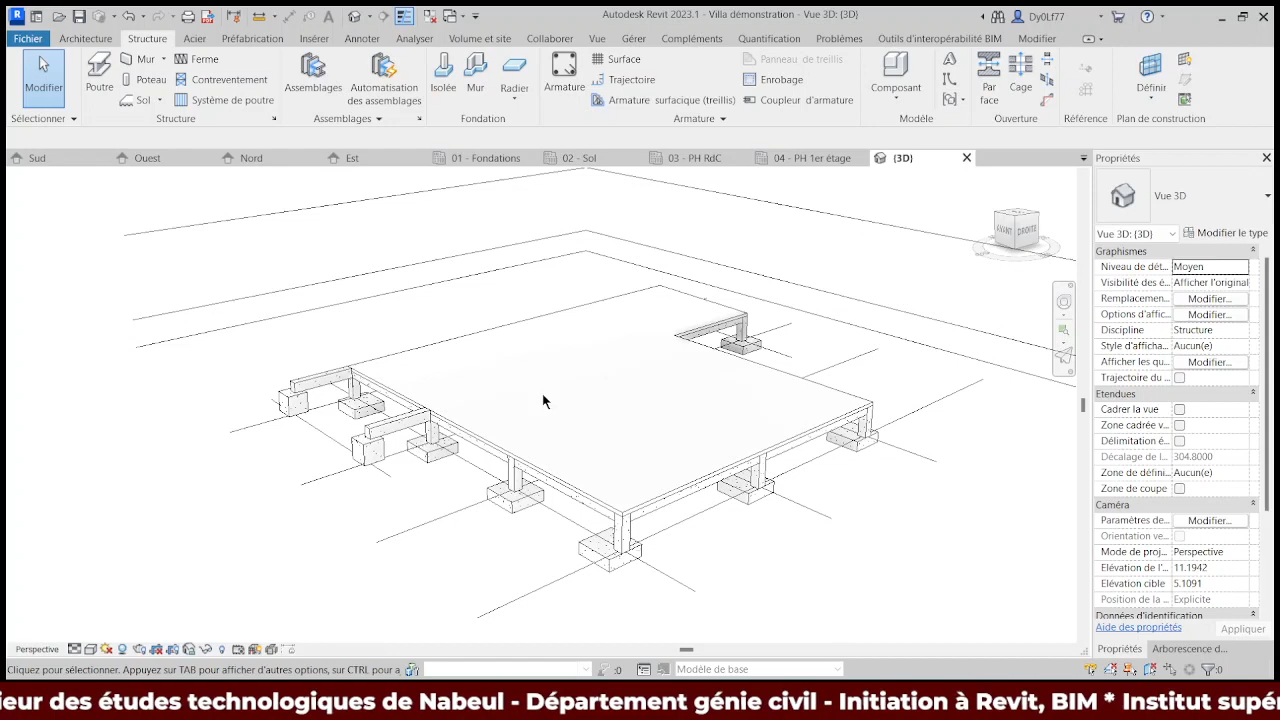 Autodesk Revit 2023.1 - Villa démonstration - Vue 3D: {3D}
Dy0Lf77
Fichier Architecture Structure Acier Préfabrication Insérer Annoter Analyser Volume et site Collaborer Vue Gérer Compléments Quantification Problèmes Outils d'interopérabilité BIM Modifier
Mur Ferme
Poteau Contreventement
Sol Système de poutre
Modifier Poutre Assemblages Automatisation
des assemblages
Isolée Mur Radier
Armature
Surface
Trajectoire
Armature surfacique (treillis)
Panneau de treillis
Enrobage
Coupleur d'armature
Composant
Par
face
Cage
Définir
Sélectionner Structure Assemblages Fondation Armature Modèle Ouverture Référence Plan de construction
Sud Ouest Nord Est 01 - Fondations 02 - Sol 03 - PH RdC 04 - PH 1er étage {3D}
AVANT DROITE
Propriétés
Vue 3D
Vue 3D: {3D} Modifier le type
Graphismes
Niveau de dét... Moyen
Visibilité des é... Afficher l'original
Remplacemen... Modifier...
Options d'affic... Modifier...
Discipline Structure
Style d'afficha... Aucun(e)
Afficher les qu... Modifier...
Trajectoire du ...
Etendues
Cadrer la vue
Zone cadrée v...
Délimitation é...
Décalage de l... 304.8000
Zone de défini... Aucun(e)
Zone de coupe
Caméra
Paramètres de... Modifier...
Orientation ve...
Mode de proj... Perspective
Elévation de l'... 11.1942
Elévation cible 5.1091
Position de la ... Explicite
Données d'identification
Aide des propriétés Appliquer
Propriétés Arborescence d...
Perspective
Cliquez pour sélectionner. Appuyez sur TAB pour afficher d'autres options, sur CTRL pour a :0 Modèle de base :0
ieur des études technologiques de Nabeul - Département génie civil - Initiation à Revit, BIM * Institut supé